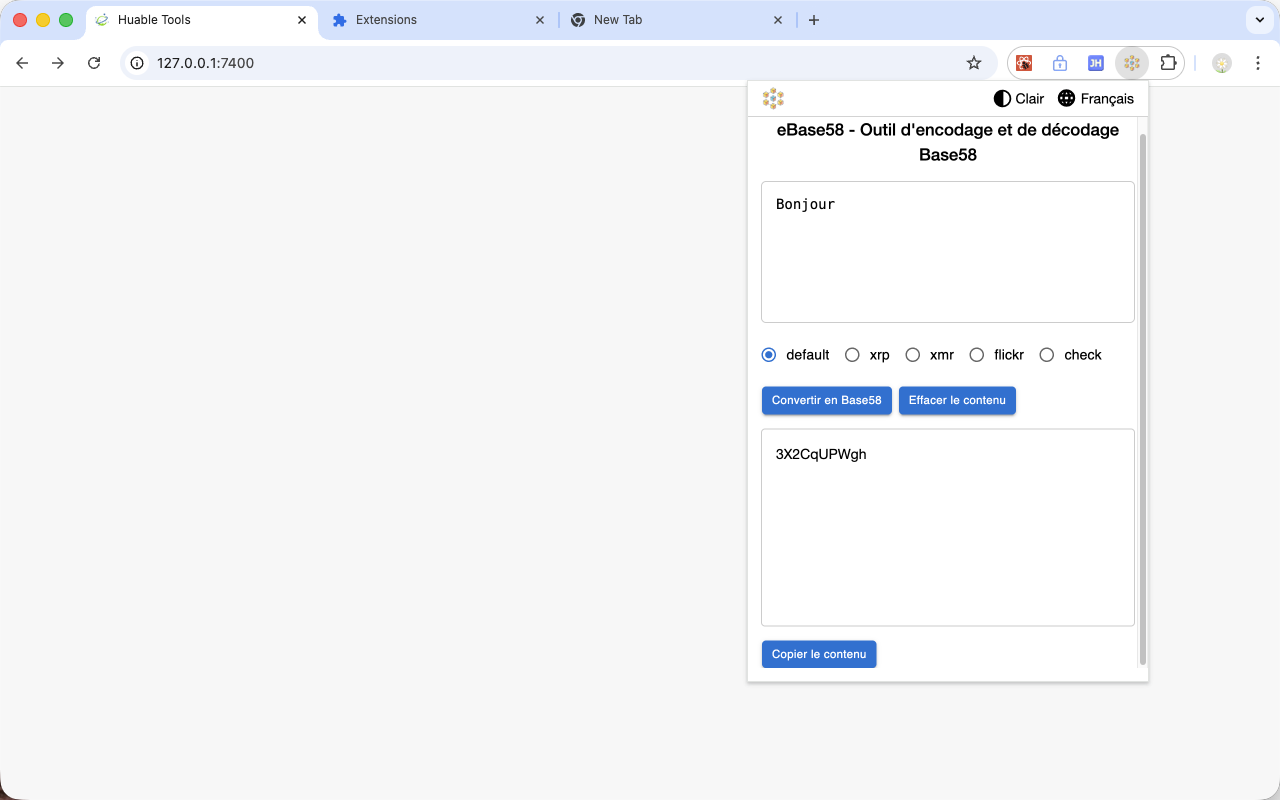 Huable Tools
Extensions
New Tab
127.0.0.1:7400
JH
Clair
Français
eBase58 - Outil d'encodage et de décodage
Base58
Bonjour
default xrp xmr flickr check
Convertir en Base58 Effacer le contenu
3X2CqUPWgh
Copier le contenu